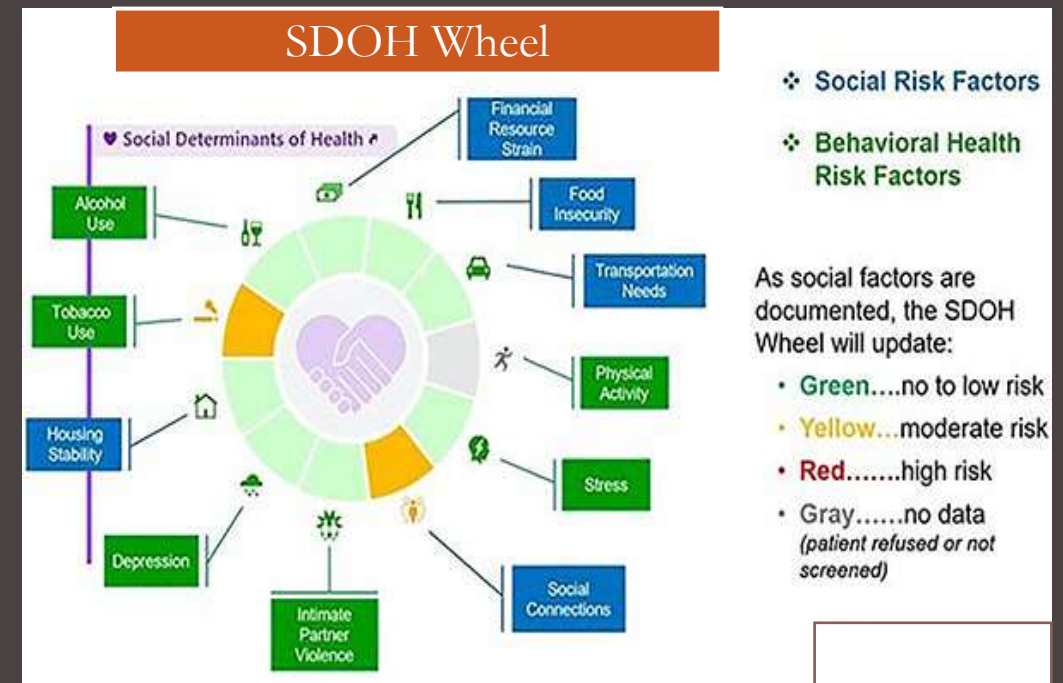 SDOH Wheel
Social Determinants of Health
Financial
Resource
Strain
Food
Insecurity
Transportation
Needs
Physical
Activity
Stress
Social
Connections
Intimate
Partner
Violence
Depression
Housing
Stability
Tobacco
Use
Alcohol
Use
❖ Social Risk Factors
❖ Behavioral Health
Risk Factors
As social factors are
documented, the SDOH
Wheel will update:
• Green....no to low risk
• Yellow...moderate risk
• Red.......high risk
• Gray......no data
(patient refused or not
screened)